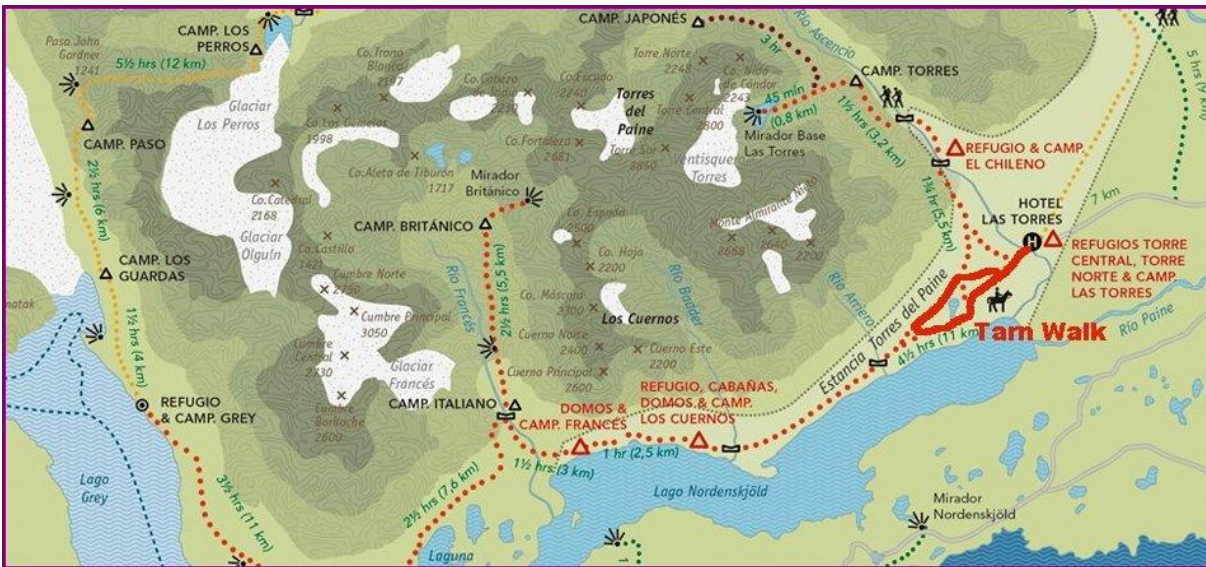 CAMP. LOS
PERROS
CAMP. JAPONÉS
Paso John
Gardner
1241
5½ hrs (12 km)
Glaciar
Los Perros
Co. Trono
Blanco
2197
Co. Cabeza
de Indio
2230
Co. Escudo
2240
Torre Norte
2248
Co. Nido
de Cóndor
2243
3 hr
Río Ascencio
CAMP. TORRES
5 hrs (9 km)
Torres
del
Paine
Torre Central
2800
45 min
(0,8 km)
Mirador Base
Las Torres
1½ hrs (3,2 km)
Co. Los Gemelos
1998
Co. Fortaleza
2681
Torre Sur
2850
Ventisquero
Torres
CAMP. PASO
Co. Aleta de Tiburón
1717
REFUGIO & CAMP.
EL CHILENO
2½ hrs (6 km)
Co. Catedral
2168
Mirador
Británico
1¾ hr (5,5 km)
HOTEL
LAS TORRES
H
7 km
CAMP. BRITÁNICO
Co. Espada
2500
Monte Almirante Nieto
2668
2640
2200
Glaciar
Olguín
Co. Castillo
1421
Co. Hoja
2200
REFUGIOS TORRE
CENTRAL, TORRE
NORTE & CAMP.
LAS TORRES
CAMP. LOS
GUARDAS
Cumbre Norte
2750
Río Francés
2½ hrs (5,5 km)
Co. Máscara
2300
Río Bader
Río Arriero
Estancia Torres del Paine
natak
Cumbre Principal
3050
Los Cuernos
Tarn Walk
Río Paine
1½ hrs (4 km)
Cumbre
Central
2730
Glaciar
Francés
Cuerno Norte
2400
Cuerno Este
2200
4½ hrs (11 km)
Cuerno Principal
2600
REFUGIO
& CAMP. GREY
Cumbre
Bariloche
2600
CAMP. ITALIANO
DOMOS &
CAMP. FRANCÉS
REFUGIO, CABAÑAS,
DOMOS & CAMP.
LOS CUERNOS
1½ hrs (3 km)
1 hr (2,5 km)
Lago
Grey
3½ hrs (11 km)
2½ hrs (7,6 km)
Lago Nordenskjöld
Mirador
Nordenskjöld
Laguna
1